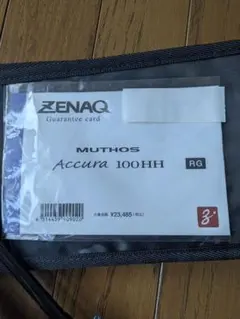 ZENAQ
Guarantee card
MUTHOS
Accura 100HH
RG